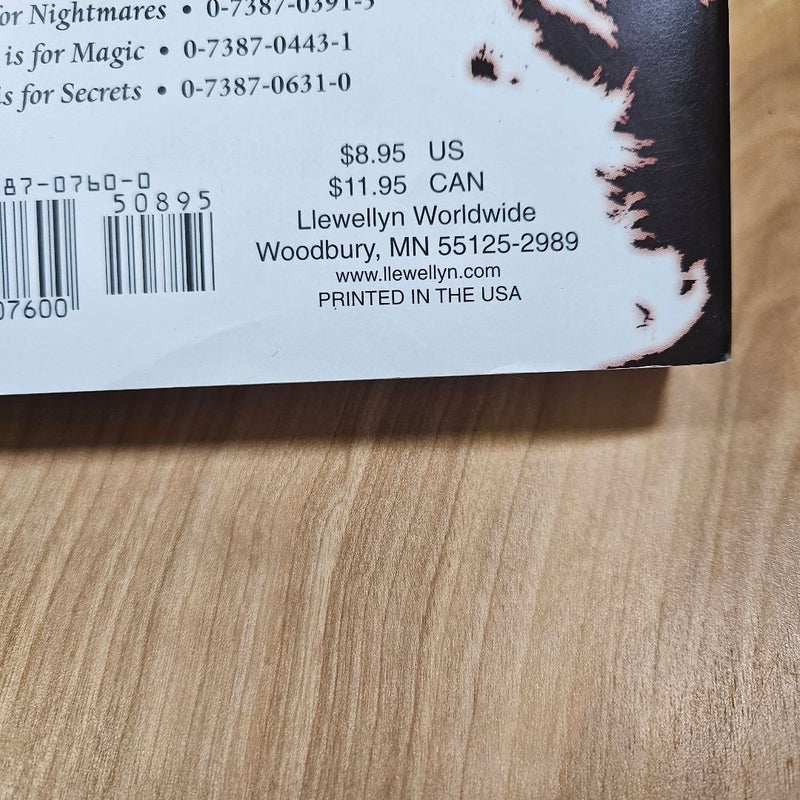 or Nightmares • 0-7387-0391-5
is for Magic • 0-7387-0443-1
is for Secrets • 0-7387-0631-0
$8.95 US
$11.95 CAN
Llewellyn Worldwide
Woodbury, MN 55125-2989
www.llewellyn.com
PRINTED IN THE USA
87-0760-0
50895
07600